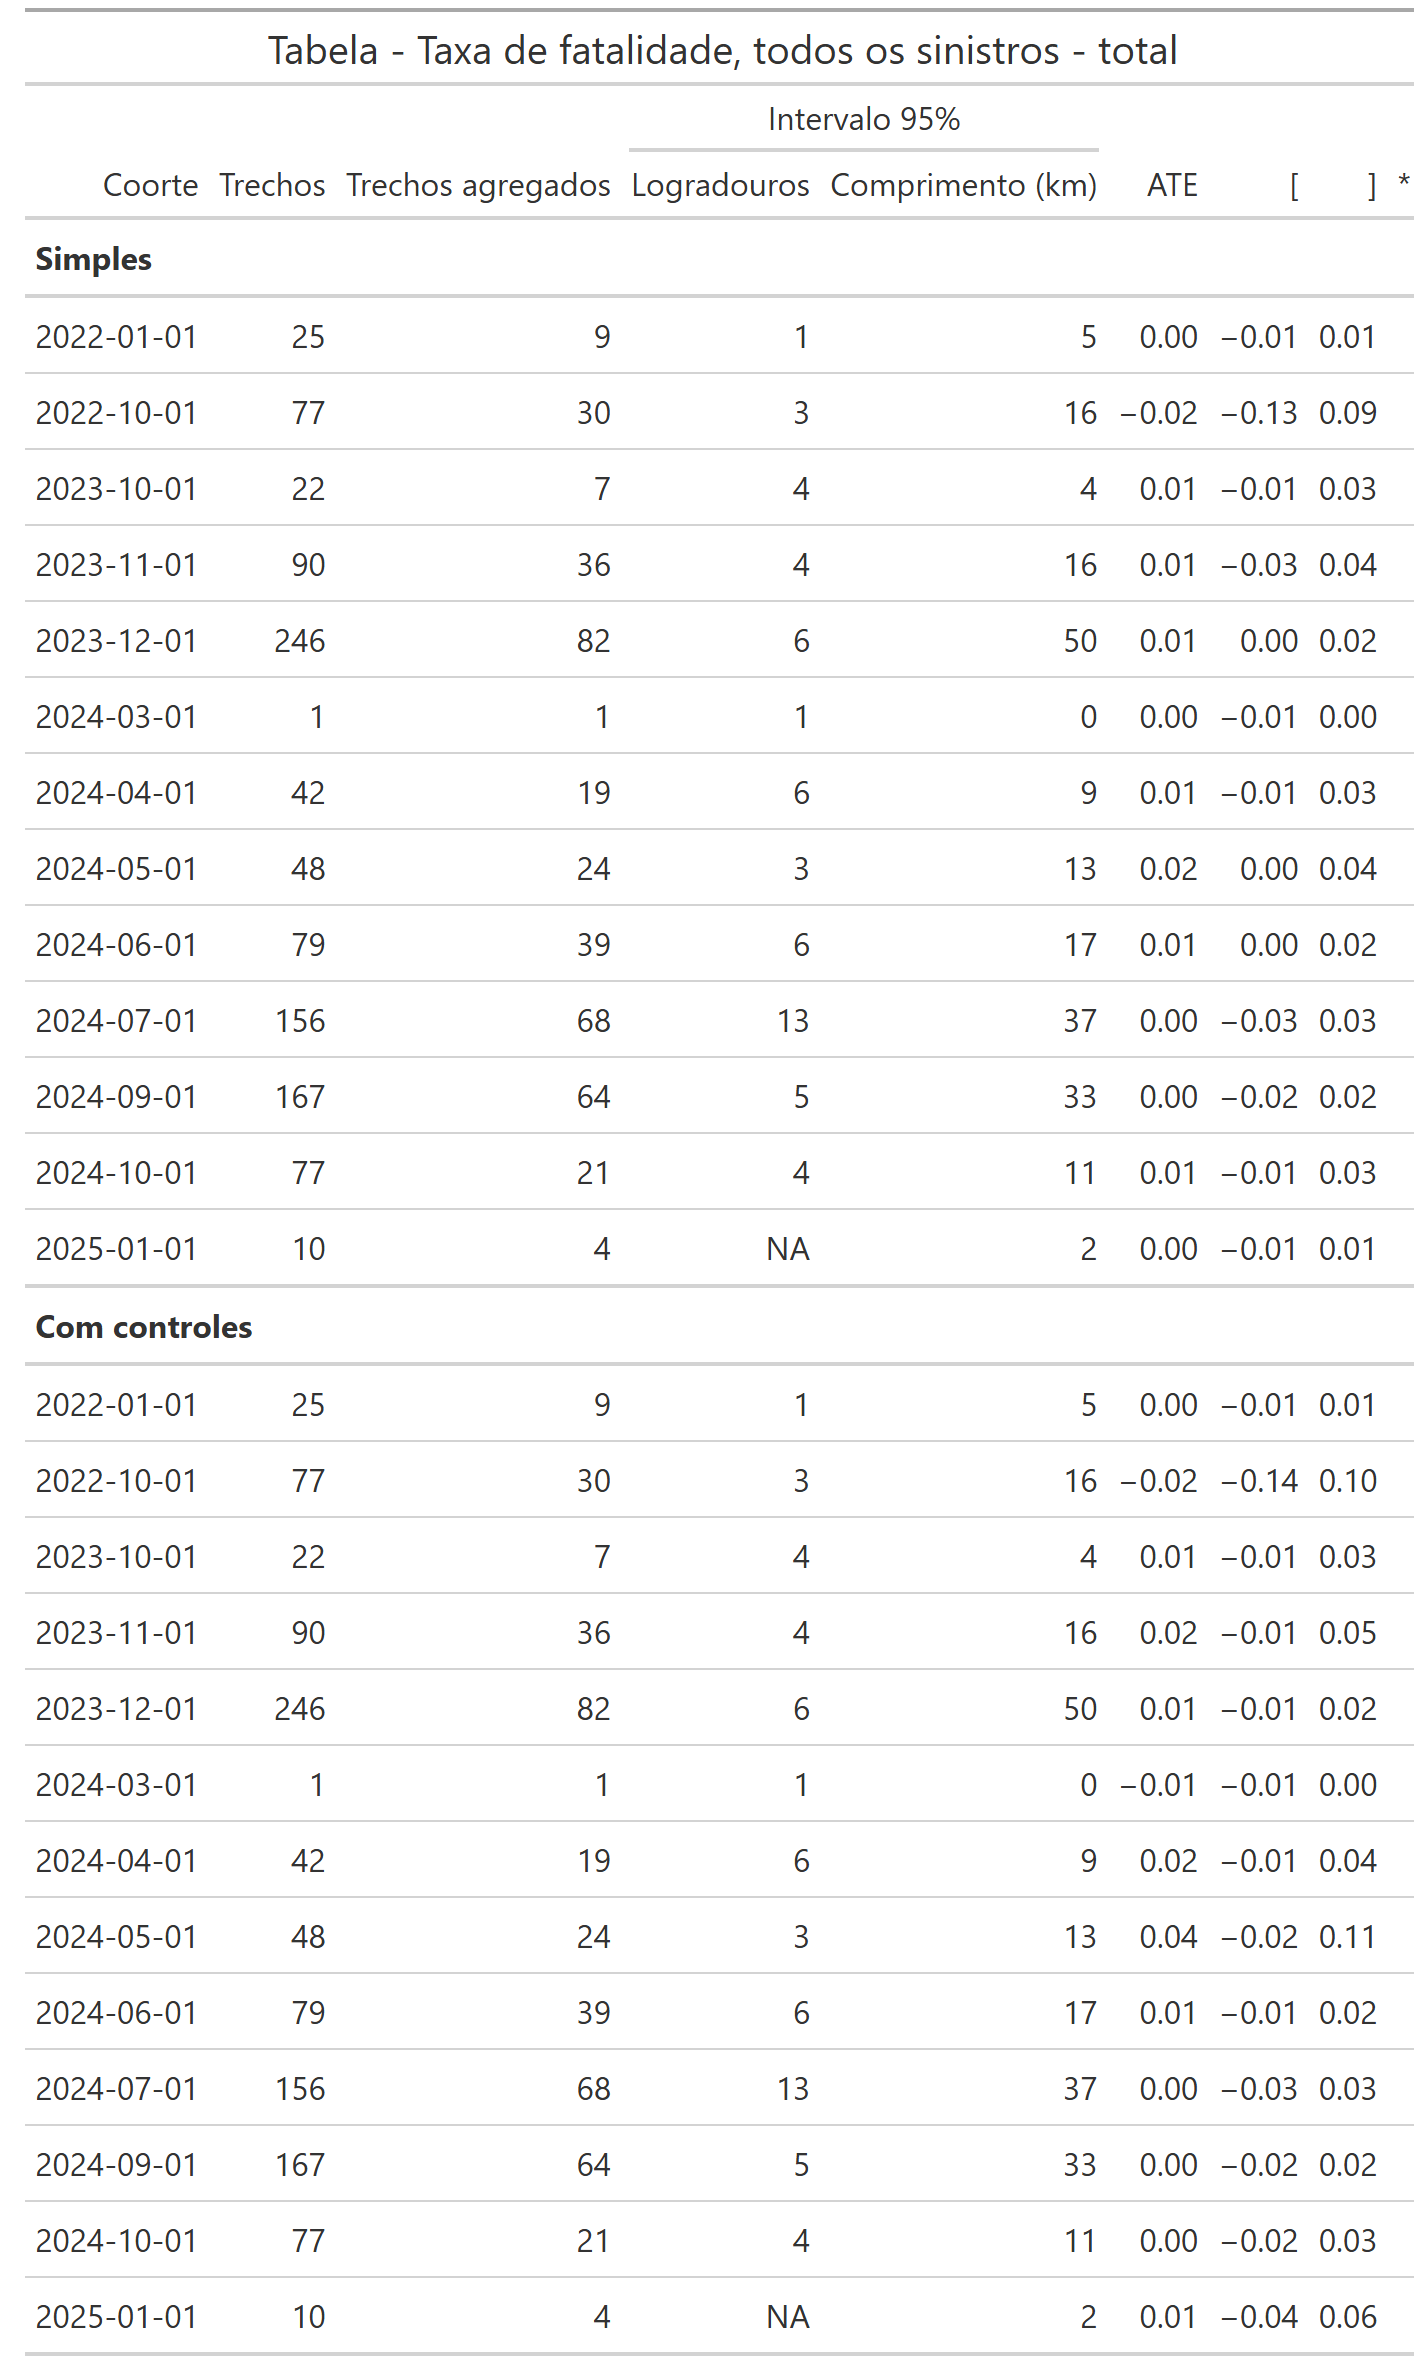 Tabela - Taxa de fatalidade, todos os sinistros - total
Intervalo 95%
Coorte Trechos Trechos agregados Logradouros Comprimento (km) ATE [ ] *
Simples
2022-01-01 25 9 1 5 0.00 −0.01 0.01
2022-10-01 77 30 3 16 −0.02 −0.13 0.09
2023-10-01 22 7 4 4 0.01 −0.01 0.03
2023-11-01 90 36 4 16 0.01 −0.03 0.04
2023-12-01 246 82 6 50 0.01 0.00 0.02
2024-03-01 1 1 1 0 0.00 −0.01 0.00
2024-04-01 42 19 6 9 0.01 −0.01 0.03
2024-05-01 48 24 3 13 0.02 0.00 0.04
2024-06-01 79 39 6 17 0.01 0.00 0.02
2024-07-01 156 68 13 37 0.00 −0.03 0.03
2024-09-01 167 64 5 33 0.00 −0.02 0.02
2024-10-01 77 21 4 11 0.01 −0.01 0.03
2025-01-01 10 4 NA 2 0.00 −0.01 0.01
Com controles
2022-01-01 25 9 1 5 0.00 −0.01 0.01
2022-10-01 77 30 3 16 −0.02 −0.14 0.10
2023-10-01 22 7 4 4 0.01 −0.01 0.03
2023-11-01 90 36 4 16 0.02 −0.01 0.05
2023-12-01 246 82 6 50 0.01 −0.01 0.02
2024-03-01 1 1 1 0 −0.01 −0.01 0.00
2024-04-01 42 19 6 9 0.02 −0.01 0.04
2024-05-01 48 24 3 13 0.04 −0.02 0.11
2024-06-01 79 39 6 17 0.01 −0.01 0.02
2024-07-01 156 68 13 37 0.00 −0.03 0.03
2024-09-01 167 64 5 33 0.00 −0.02 0.02
2024-10-01 77 21 4 11 0.00 −0.02 0.03
2025-01-01 10 4 NA 2 0.01 −0.04 0.06